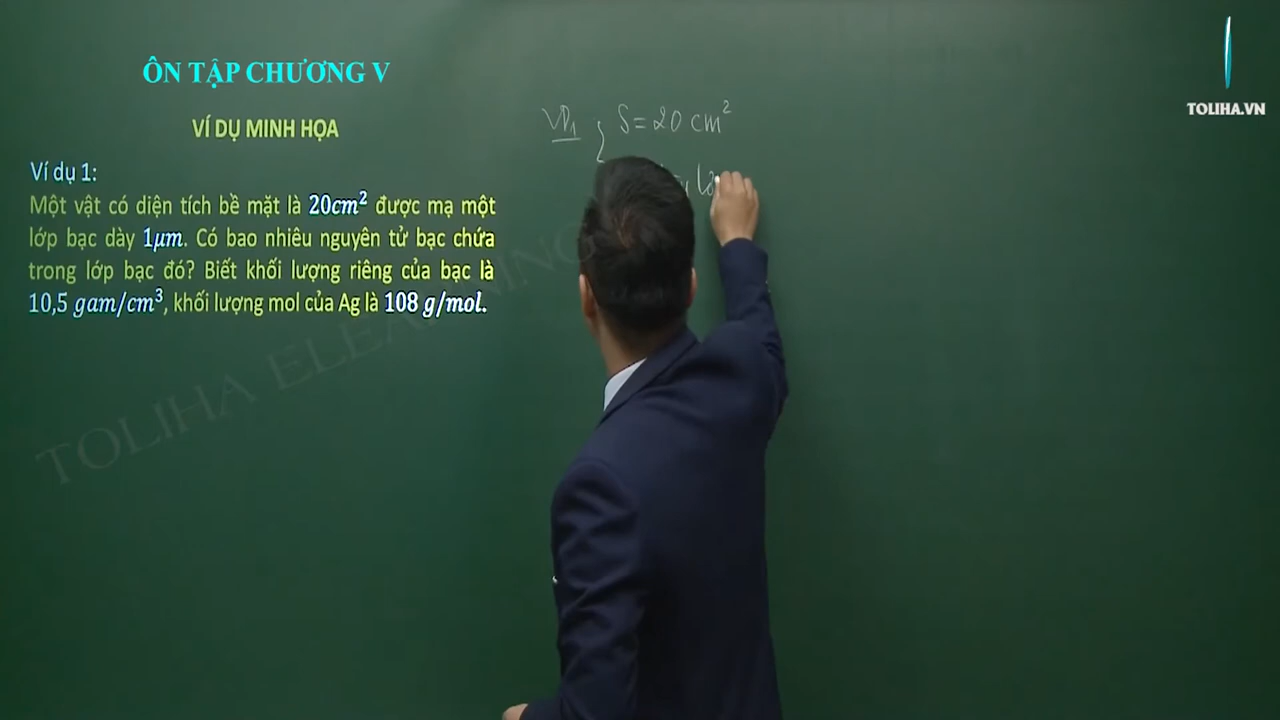 ÔN TẬP CHƯƠNG V
TOLIHA.VN
VÍ DỤ MINH HỌA
VD1 { S = 20 cm²
Ví dụ 1:
Một vật có diện tích bề mặt là 20cm² được mạ một
lớp bạc dày 1μm. Có bao nhiêu nguyên tử bạc chứa
trong lớp bạc đó? Biết khối lượng riêng của bạc là
10,5 gam/cm³, khối lượng mol của Ag là 108 g/mol.
TOLIHA ELEARNING